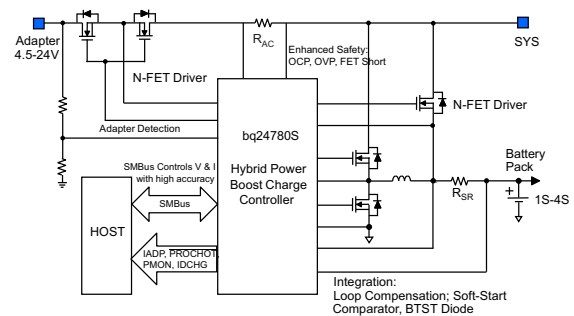 Adapter
4.5-24V
R_AC
SYS
Enhanced Safety:
OCP, OVP, FET Short
N-FET Driver
N-FET Driver
Adapter Detection
bq24780S
Hybrid Power
Boost Charge
Controller
SMBus Controls V & I
with high accuracy
SMBus
HOST
IADP, PROCHOT,
PMON, IDCHG
Battery
Pack
R_SR
+
1S-4S
Integration:
Loop Compensation; Soft-Start
Comparator, BTST Diode